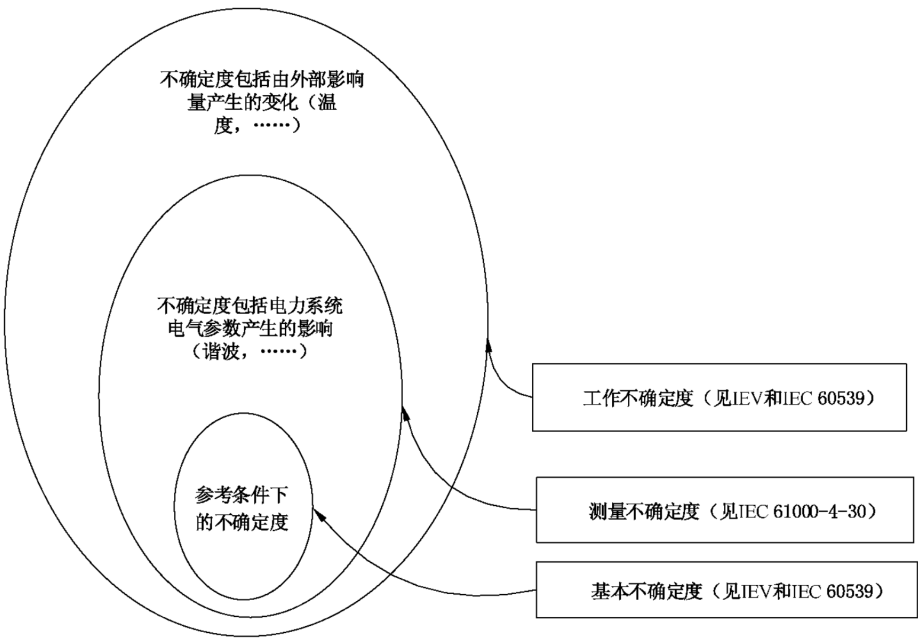 不确定度包括由外部影响
量产生的变化（温
度，……）
不确定度包括电力系统
电气参数产生的影响
（谐波，……）
工作不确定度（见IEV和IEC 60539）
参考条件下
的不确定度
测量不确定度（见IEC 61000-4-30）
基本不确定度（见IEV和IEC 60539）